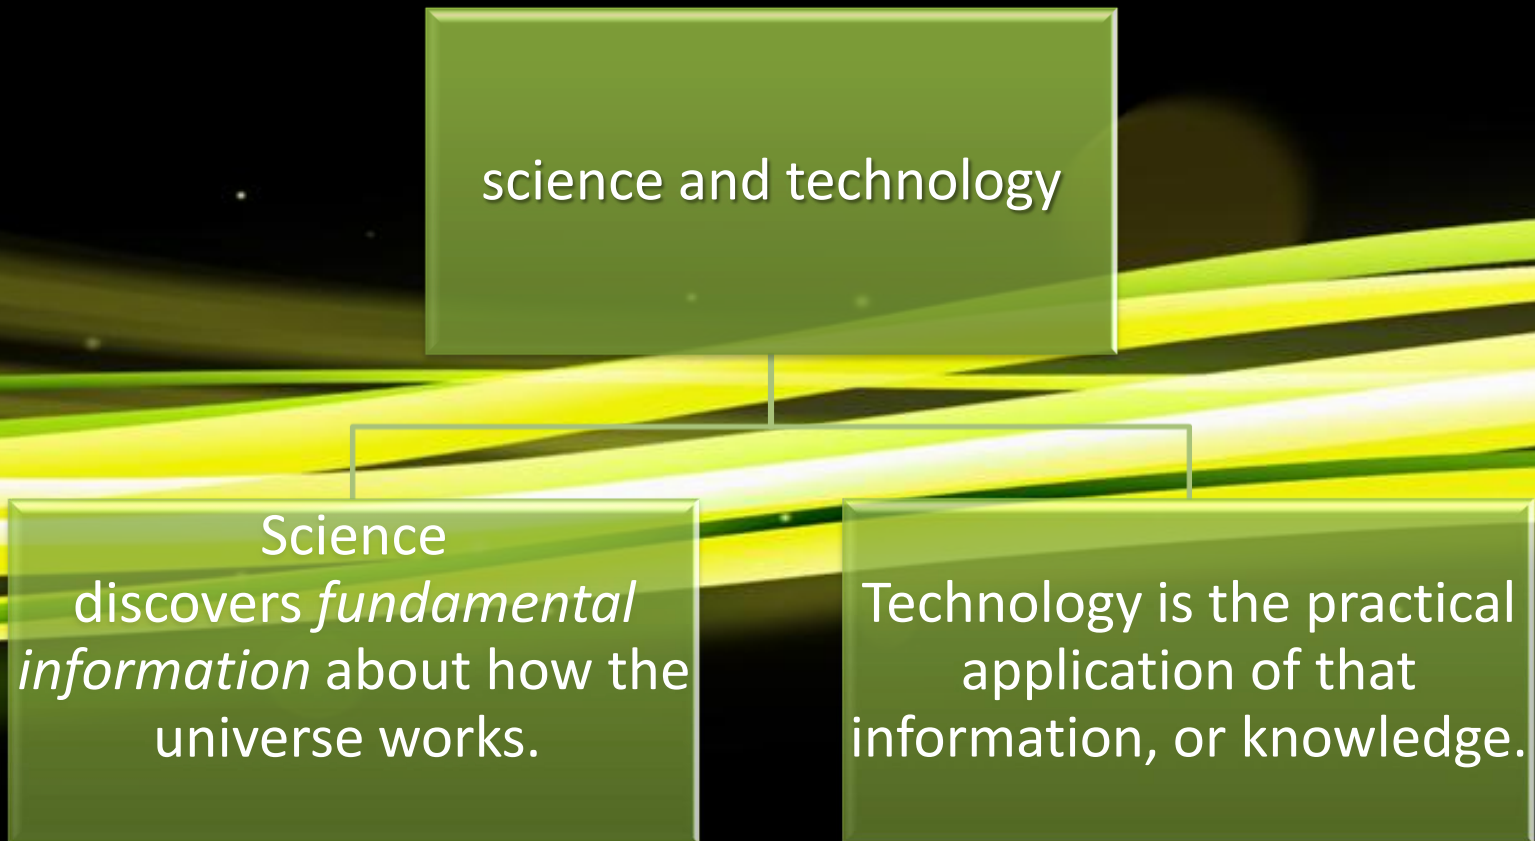 science and technology
Science
discovers fundamental
information about how the
universe works.
Technology is the practical
application of that
information, or knowledge.